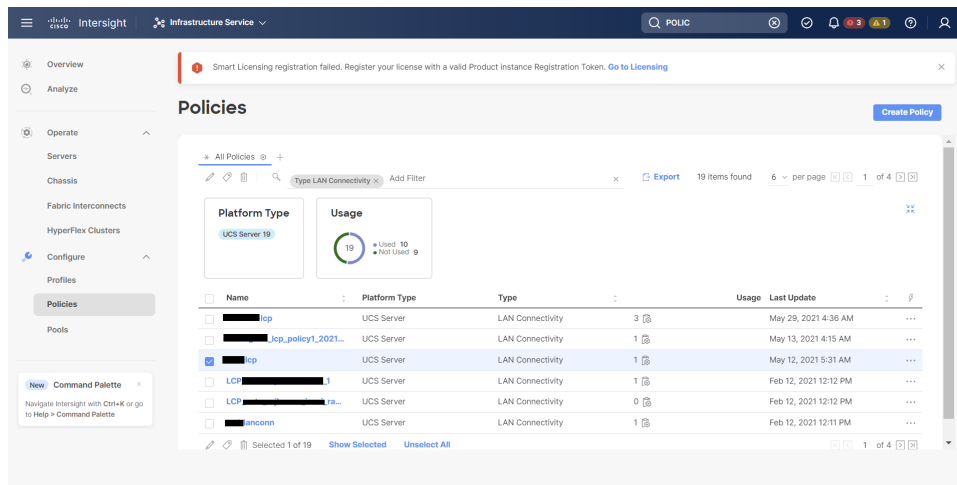 cisco Intersight Infrastructure Service POLIC 3 1
Overview
Analyze
Operate
Servers
Chassis
Fabric Interconnects
HyperFlex Clusters
Configure
Profiles
Policies
Pools
New Command Palette
Navigate Intersight with Ctrl+K or go
to Help > Command Palette
Smart Licensing registration failed. Register your license with a valid Product instance Registration Token. Go to Licensing
Policies
Create Policy
All Policies
Type LAN Connectivity Add Filter Export 19 items found 6 per page 1 of 4
Platform Type
UCS Server 19
Usage
19
Used 10
Not Used 9
Name Platform Type Type Usage Last Update
lcp UCS Server LAN Connectivity 3 May 29, 2021 4:36 AM
_lcp_policy1_2021... UCS Server LAN Connectivity 1 May 13, 2021 4:15 AM
lcp UCS Server LAN Connectivity 1 May 12, 2021 5:31 AM
LCP _1 UCS Server LAN Connectivity 1 Feb 12, 2021 12:12 PM
LCP ra... UCS Server LAN Connectivity 0 Feb 12, 2021 12:12 PM
lanconn UCS Server LAN Connectivity 1 Feb 12, 2021 12:11 PM
Selected 1 of 19 Show Selected Unselect All 1 of 4